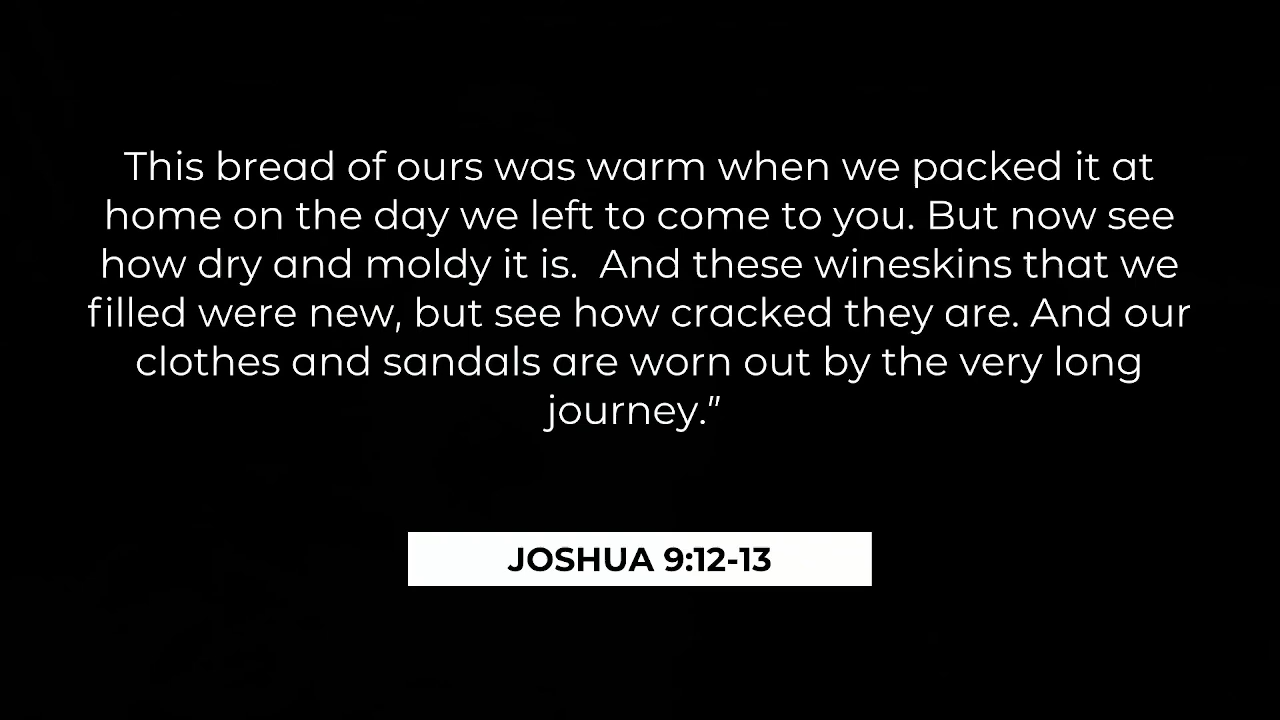 This bread of ours was warm when we packed it at
home on the day we left to come to you. But now see
how dry and moldy it is.  And these wineskins that we
filled were new, but see how cracked they are. And our
clothes and sandals are worn out by the very long
journey.”
JOSHUA 9:12-13